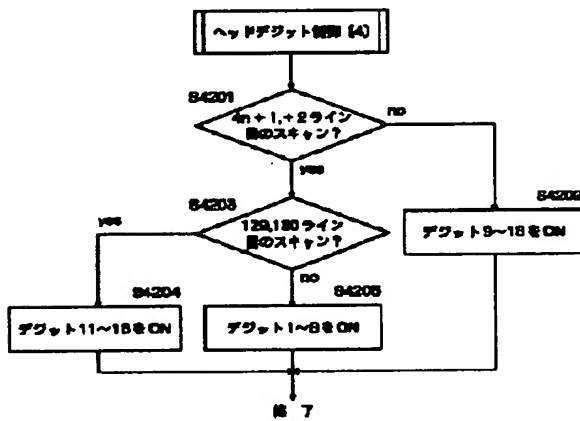 ヘッドデジット制御 [4]
S4201
4n+1,+2ライン
目のスキャン?
no
yes
S4203
S4202
yes
129,130ライン
目のスキャン?
デジット9~16をON
no
S4204
S4205
デジット11~16をON
デジット1~8をON
終 了